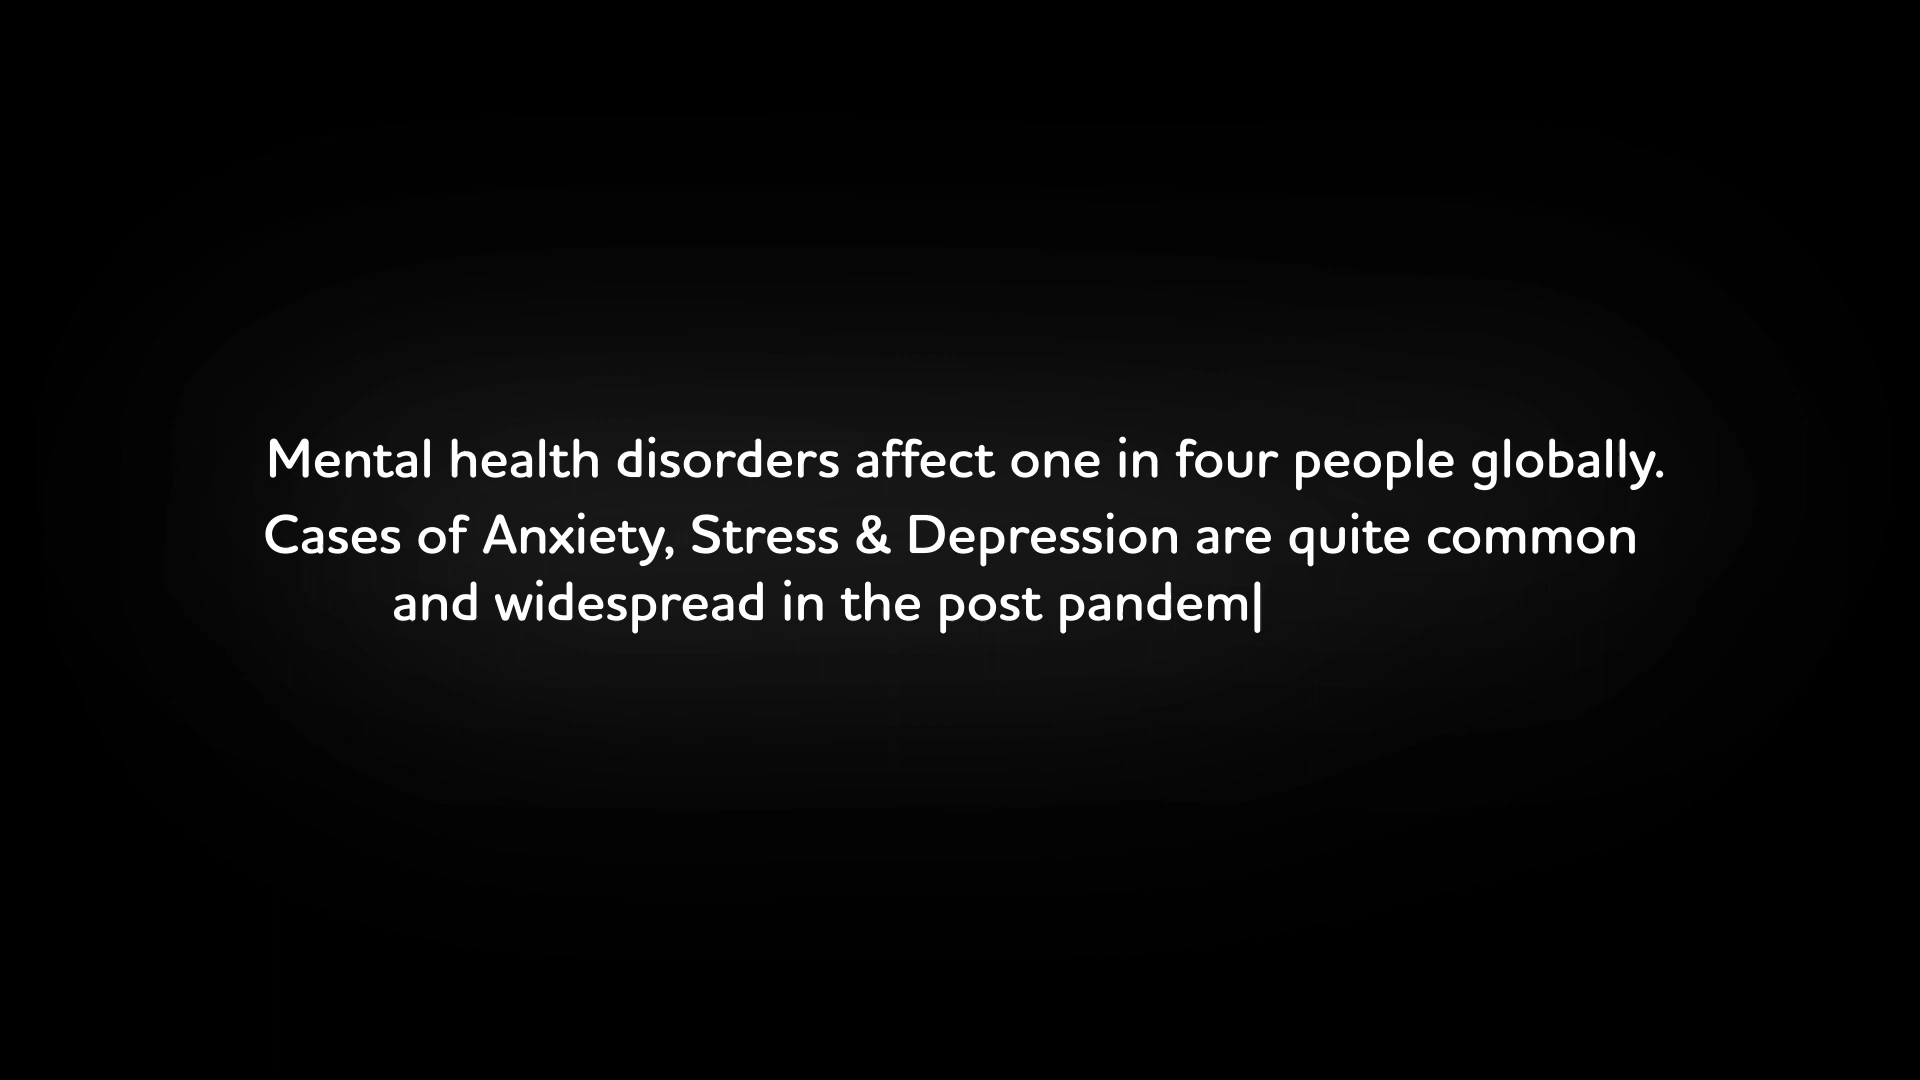 Mental health disorders affect one in four people globally.
Cases of Anxiety, Stress & Depression are quite common
and widespread in the post pandem|